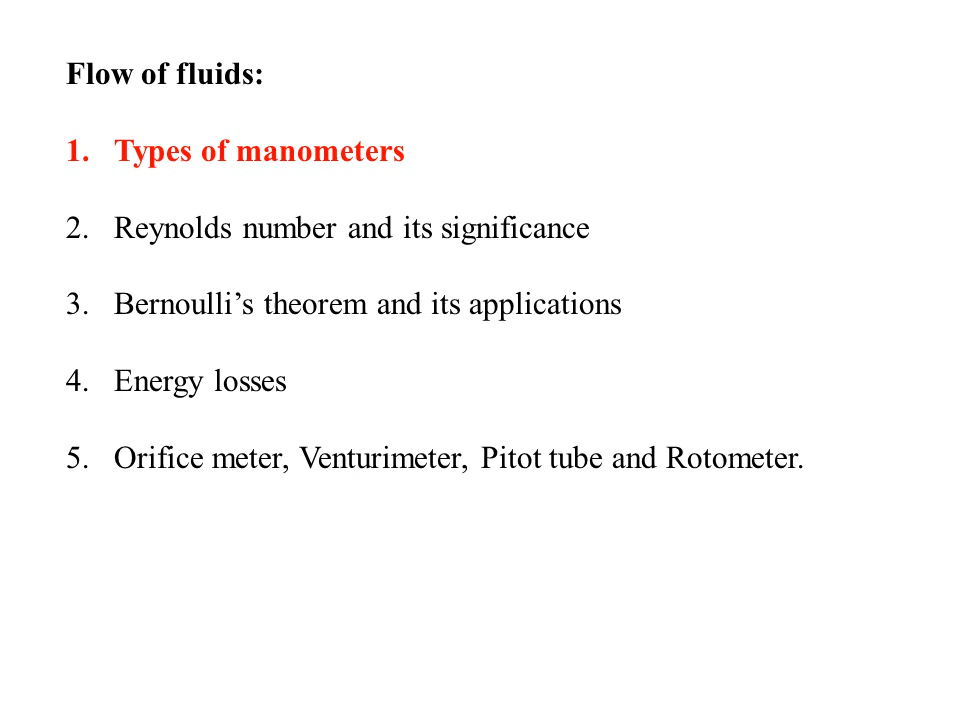 Flow of fluids:
1. Types of manometers
2. Reynolds number and its significance
3. Bernoulli’s theorem and its applications
4. Energy losses
5. Orifice meter, Venturimeter, Pitot tube and Rotometer.